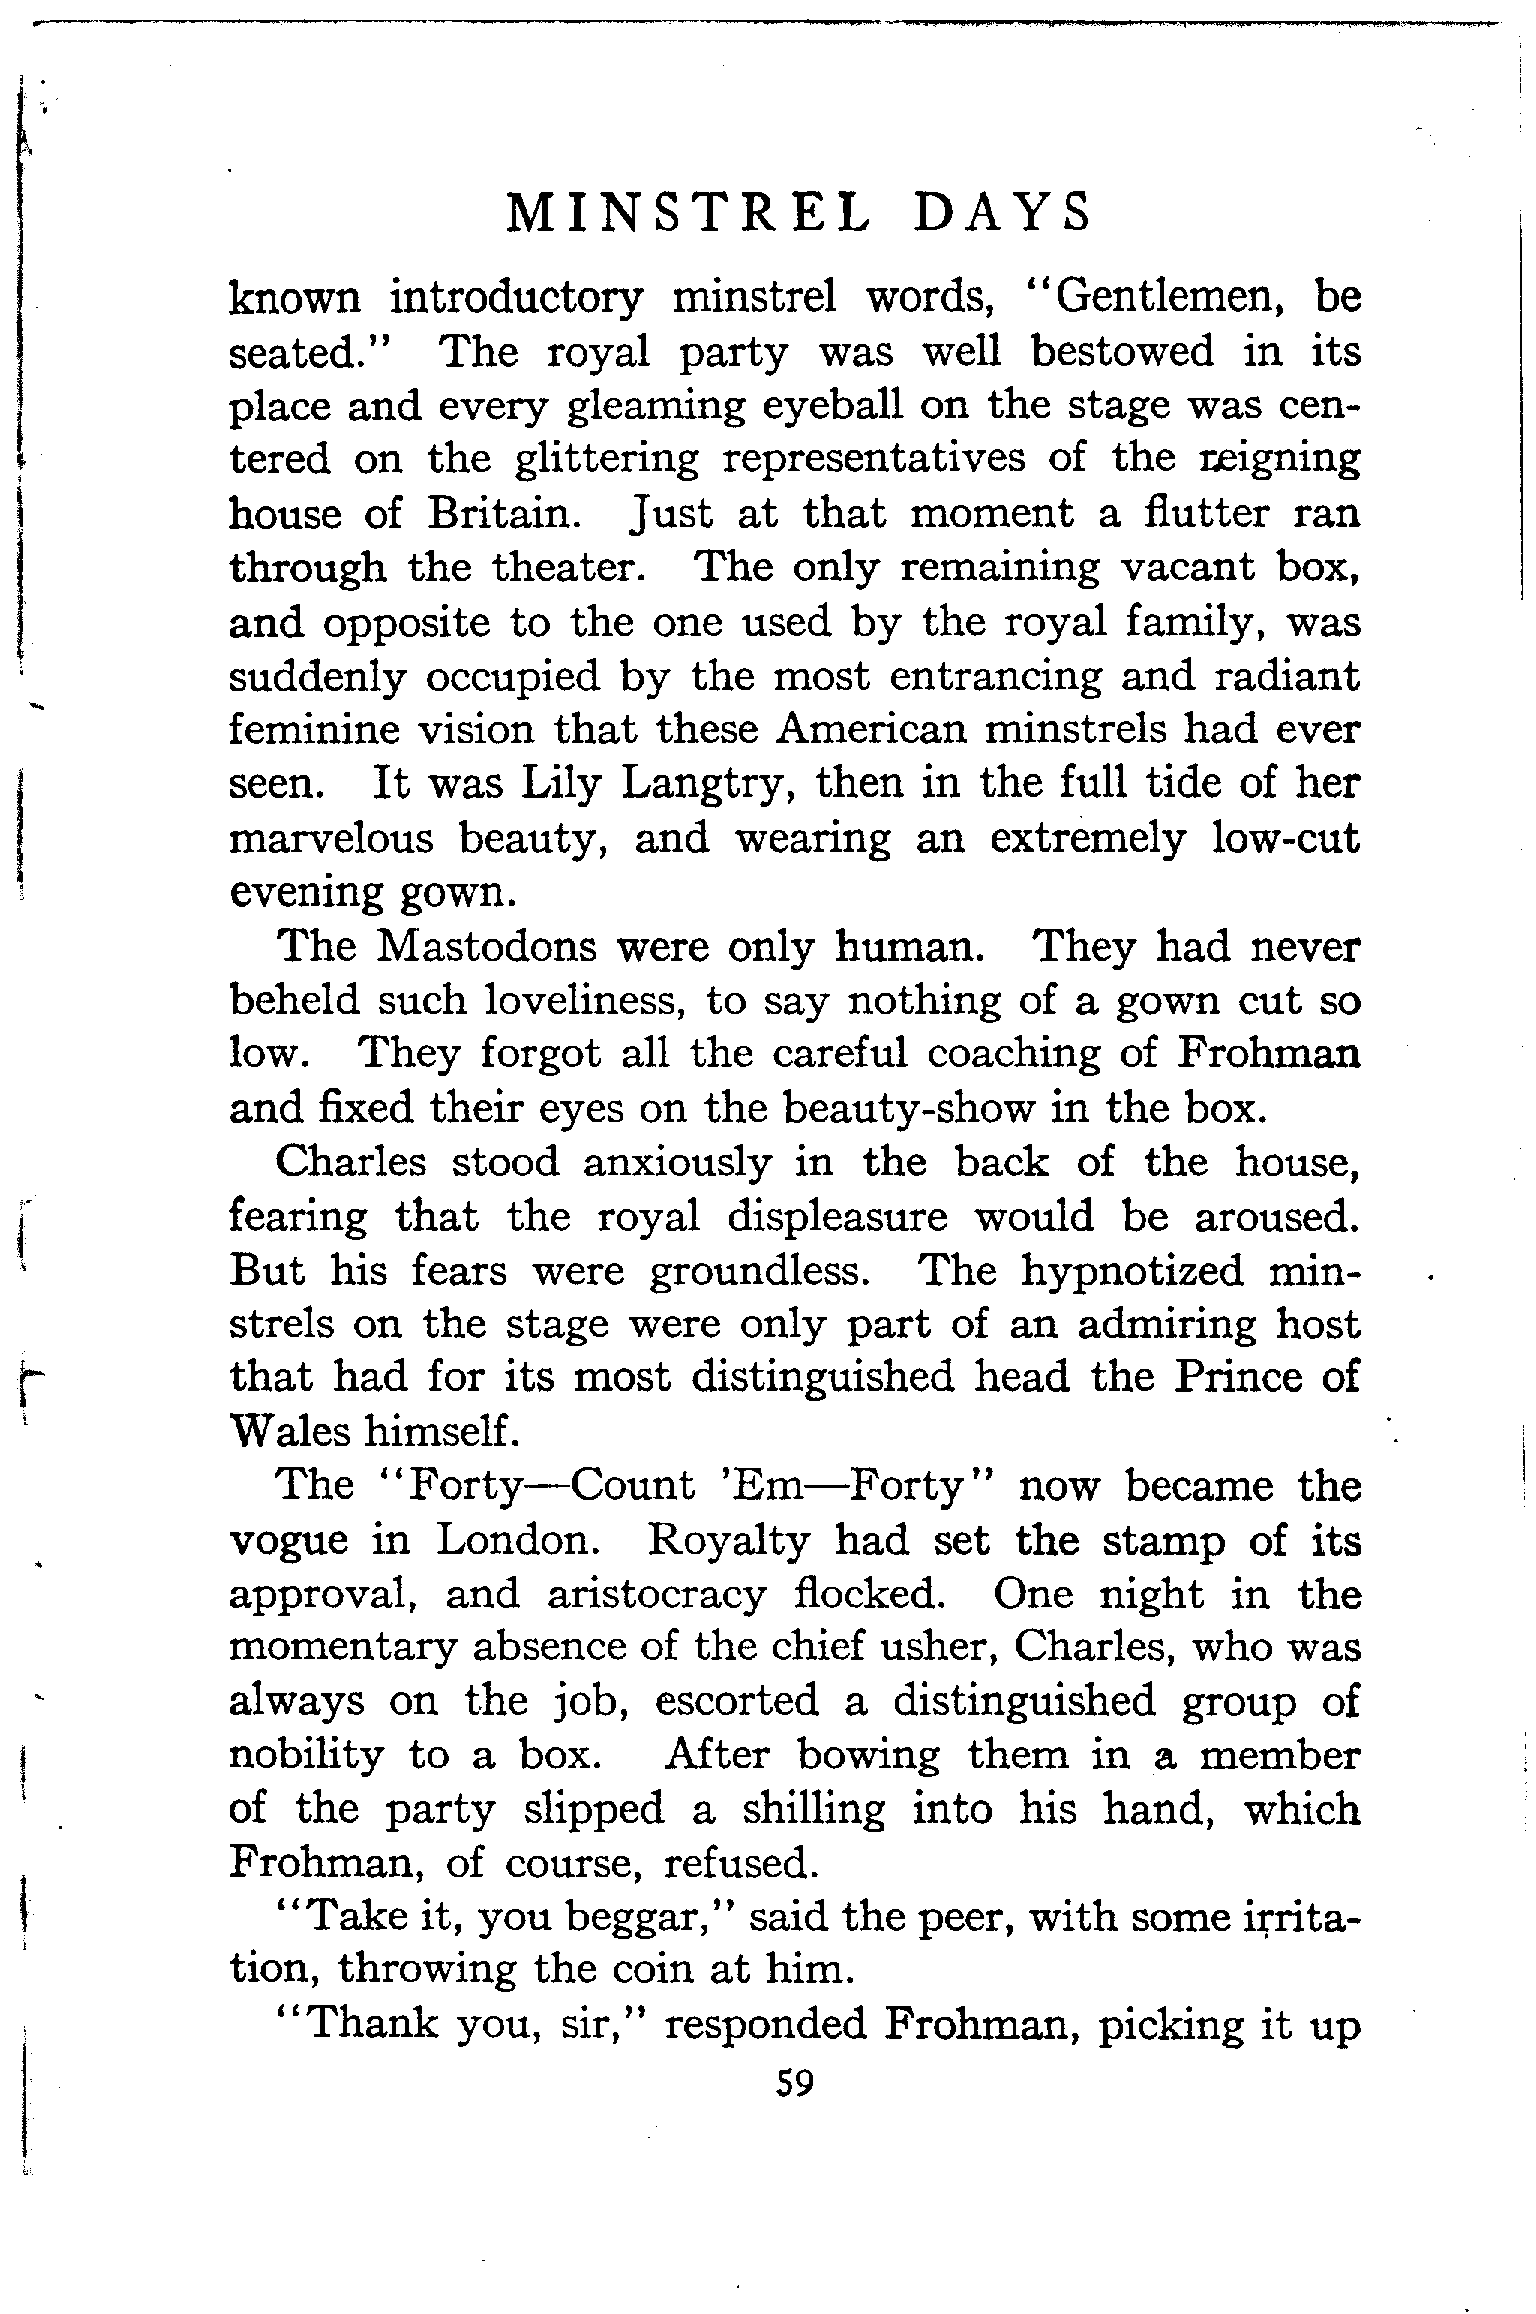 MINSTREL DAYS
known introductory minstrel words, "Gentlemen, be
seated." The royal party was well bestowed in its
place and every gleaming eyeball on the stage was cen-
tered on the glittering representatives of the reigning
house of Britain. Just at that moment a flutter ran
through the theater. The only remaining vacant box,
and opposite to the one used by the royal family, was
suddenly occupied by the most entrancing and radiant
feminine vision that these American minstrels had ever
seen. It was Lily Langtry, then in the full tide of her
marvelous beauty, and wearing an extremely low-cut
evening gown.
The Mastodons were only human. They had never
beheld such loveliness, to say nothing of a gown cut so
low. They forgot all the careful coaching of Frohman
and fixed their eyes on the beauty-show in the box.
Charles stood anxiously in the back of the house,
fearing that the royal displeasure would be aroused.
But his fears were groundless. The hypnotized min-
strels on the stage were only part of an admiring host
that had for its most distinguished head the Prince of
Wales himself.
The "Forty—Count 'Em—Forty" now became the
vogue in London. Royalty had set the stamp of its
approval, and aristocracy flocked. One night in the
momentary absence of the chief usher, Charles, who was
always on the job, escorted a distinguished group of
nobility to a box. After bowing them in a member
of the party slipped a shilling into his hand, which
Frohman, of course, refused.
"Take it, you beggar," said the peer, with some irrita-
tion, throwing the coin at him.
"Thank you, sir," responded Frohman, picking it up
59